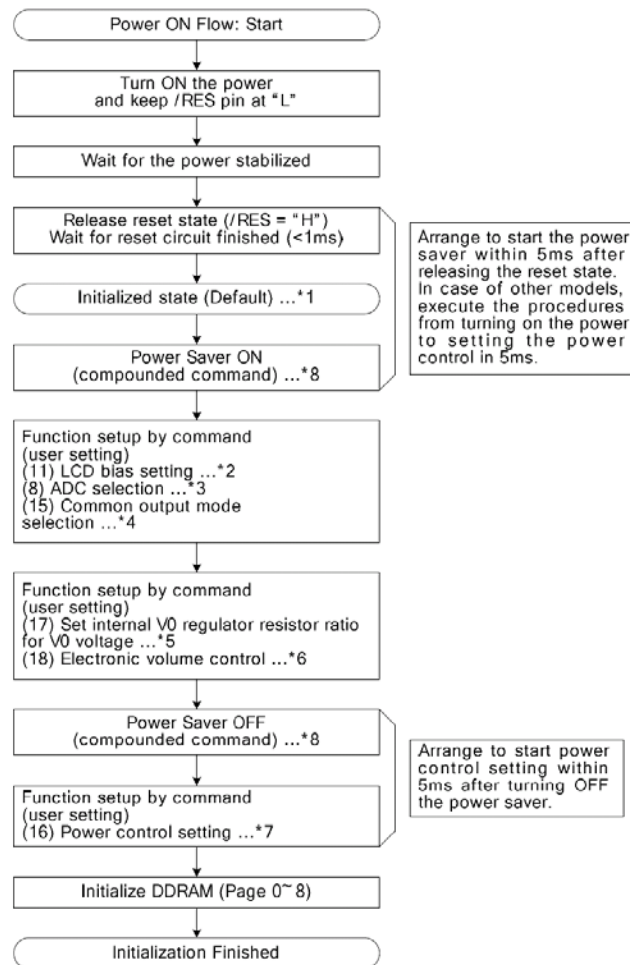 Power ON Flow: Start
Turn ON the power
and keep /RES pin at “L”
Wait for the power stabilized
Release reset state (/RES = “H”)
Wait for reset circuit finished (<1ms)
Initialized state (Default) ...*1
Power Saver ON
(compounded command) ...*8
Arrange to start the power
saver within 5ms after
releasing the reset state.
In case of other models,
execute the procedures
from turning on the power
to setting the power
control in 5ms.
Function setup by command
(user setting)
(11) LCD bias setting ...*2
(8) ADC selection ...*3
(15) Common output mode
selection ...*4
Function setup by command
(user setting)
(17) Set internal V0 regulator resistor ratio
for V0 voltage ...*5
(18) Electronic volume control ...*6
Power Saver OFF
(compounded command) ...*8
Function setup by command
(user setting)
(16) Power control setting ...*7
Arrange to start power
control setting within
5ms after turning OFF
the power saver.
Initialize DDRAM (Page 0~8)
Initialization Finished